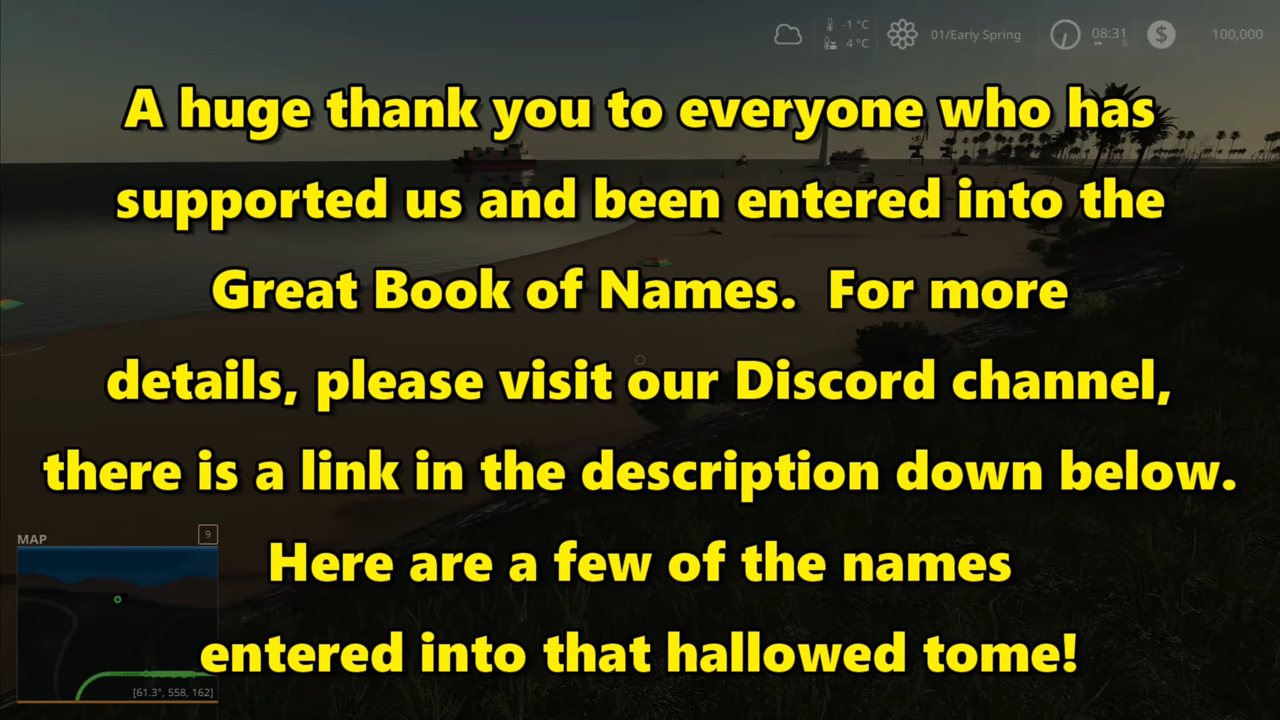 -1 °C
4 °C
01/Early Spring
08:31
5
$
100,000
A huge thank you to everyone who has
supported us and been entered into the
Great Book of Names.  For more
details, please visit our Discord channel,
there is a link in the description down below.
Here are a few of the names
entered into that hallowed tome!
MAP
9
[61.3°, 558, 162]